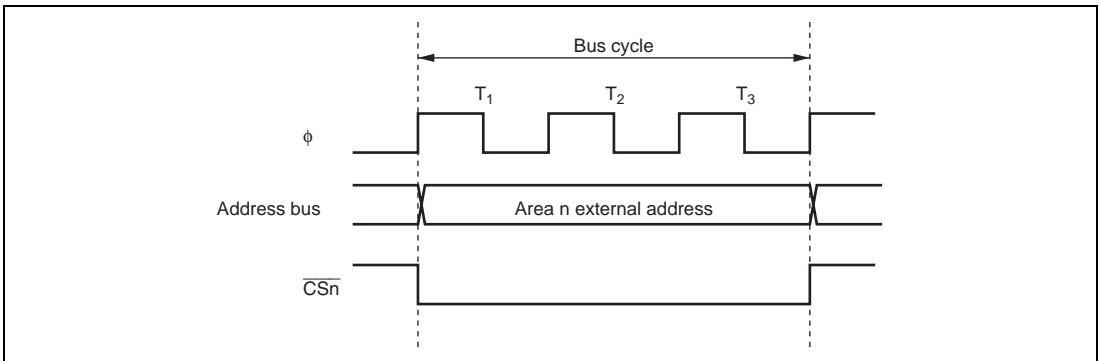 Bus cycle
T1 T2 T3
ϕ
Address bus Area n external address
CSn